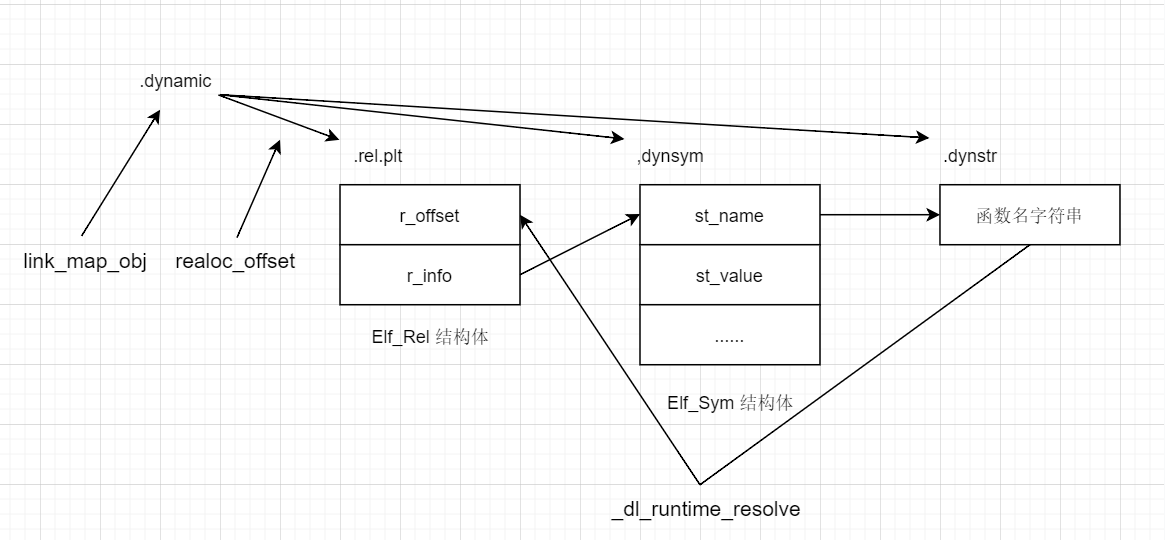 .dynamic
.rel.plt
,dynsym
.dynstr
r_offset
st_name
函数名字符串
link_map_obj
realoc_offset
r_info
st_value
Elf_Rel 结构体
......
Elf_Sym 结构体
_dl_runtime_resolve